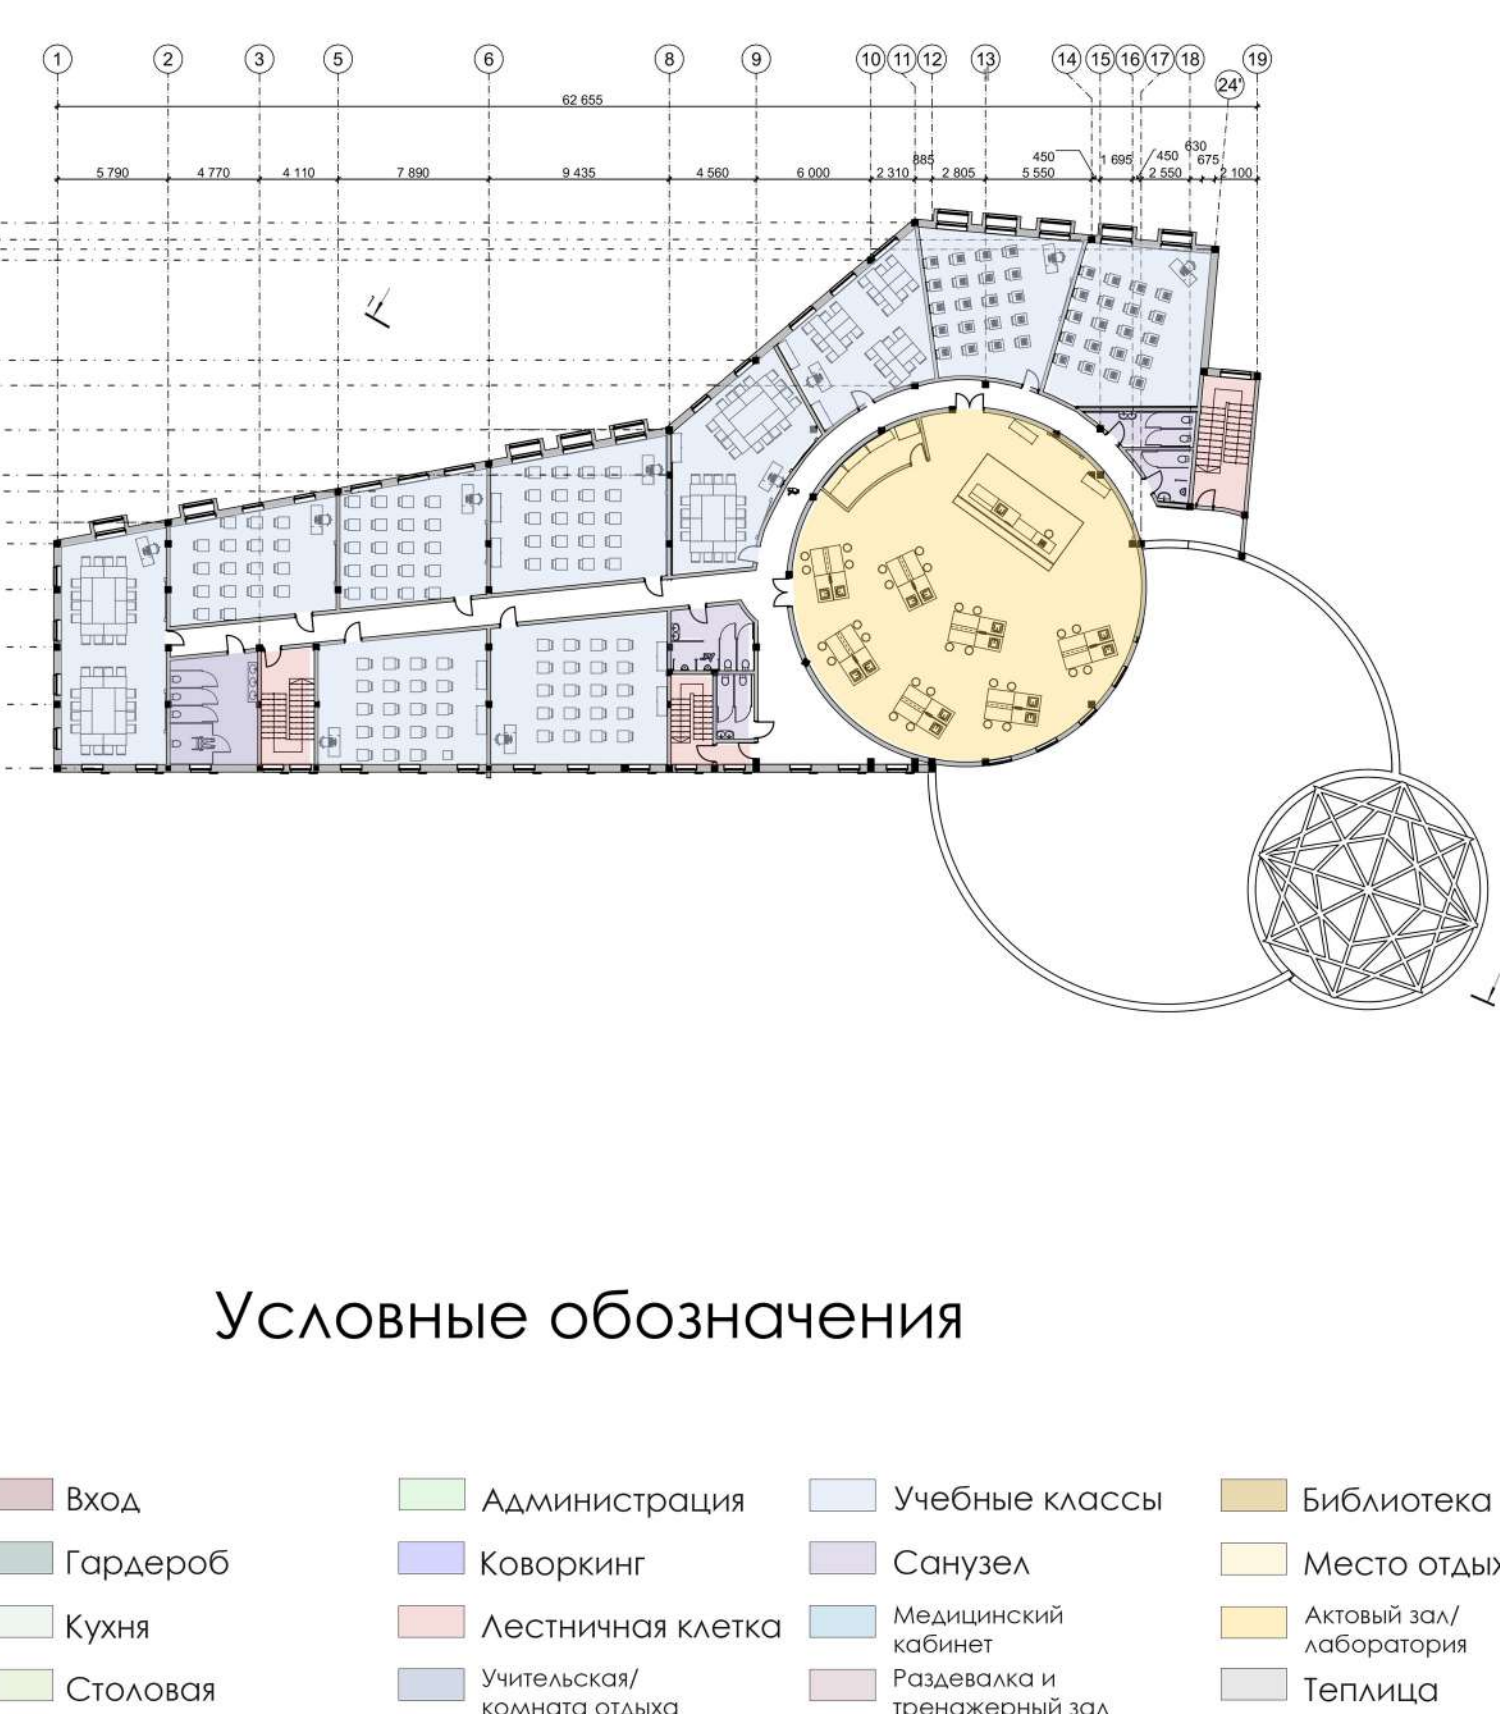 1 2 3 5 6 8 9 10 11 12 13 14 15 16 17 18 19
24'
62 655
885 450 1 695 450 630 675
5 790 4 770 4 110 7 890 9 435 4 560 6 000 2 310 2 805 5 550 2 550 2 100
1
Условные обозначения
Вход Администрация Учебные классы Библиотека
Гардероб Коворкинг Санузел Место
Кухня Лестничная клетка Медицинский кабинет Актовый зал/ лаборатория
Столовая Учительская/ комната отдыха Раздевалка и тренажерный зал Теплица